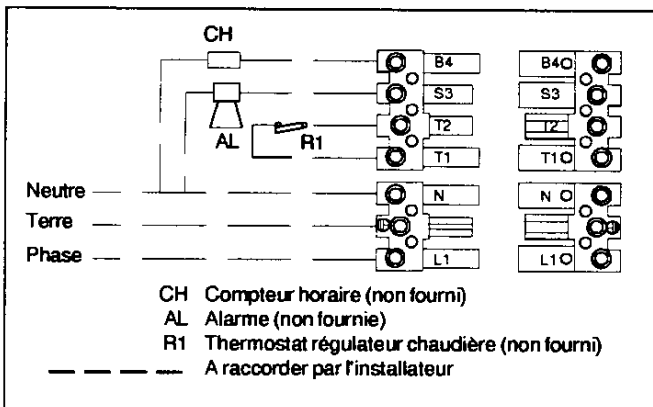 CH
B4 B4
S3 S3
T2 T2
AL R1
T1 T1
Neutre N N
Terre
Phase L1 L1
CH Compteur horaire (non fourni)
AL Alarme (non fournie)
R1 Thermostat régulateur chaudière (non fourni)
A raccorder par l'installateur